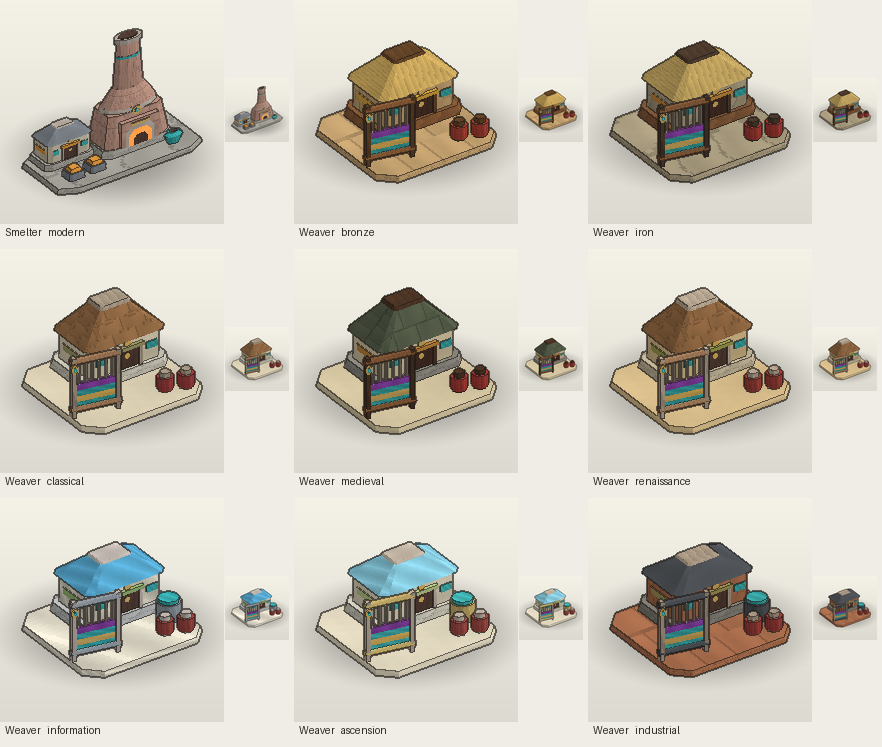 Smelter modern
Weaver bronze
Weaver iron
Weaver classical
Weaver medieval
Weaver renaissance
Weaver information
Weaver ascension
Weaver industrial